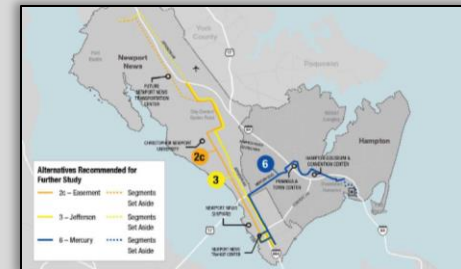 York
County
Newport
News
Poquoson
FUTURE
NEWPORT NEWS
TRANSPORTATION
CENTER
CHRISTOPHER NEWPORT
UNIVERSITY
Hampton
HAMPTON COLISEUM &
CONVENTION CENTER
2c
6
PENINSULA
TOWN CENTER
3
Alternatives Recommended for
Further Study
2c – Easement
Segments
Set Aside
3 – Jefferson
Segments
Set Aside
6 – Mercury
Segments
Set Aside
NEWPORT NEWS
SHIPYARD
NEWPORT NEWS
TRANSIT CENTER